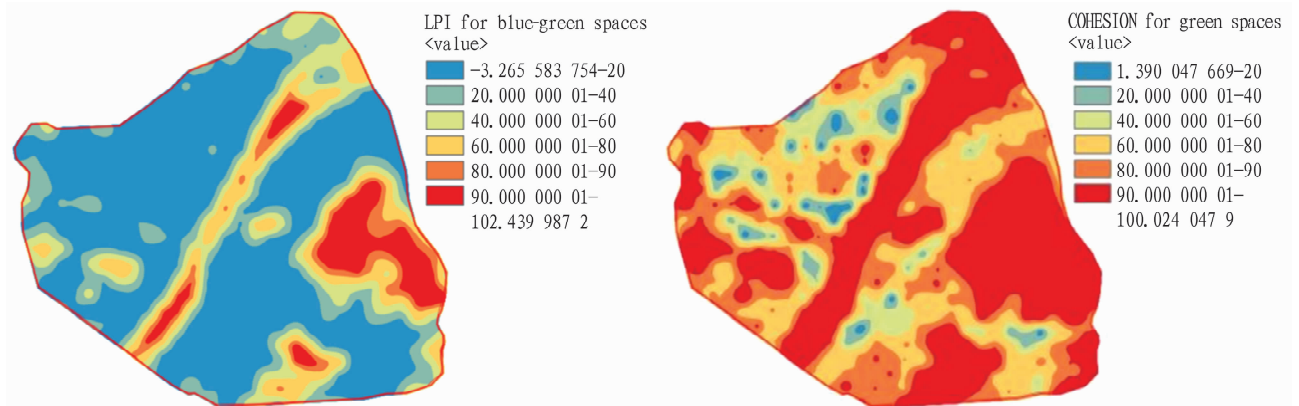 LPI for blue-green spaces
<value>
-3.265 583 754-20
20.000 000 01-40
40.000 000 01-60
60.000 000 01-80
80.000 000 01-90
90.000 000 01-
102.439 987 2
COHESION for green spaces
<value>
1.390 047 669-20
20.000 000 01-40
40.000 000 01-60
60.000 000 01-80
80.000 000 01-90
90.000 000 01-
100.024 047 9